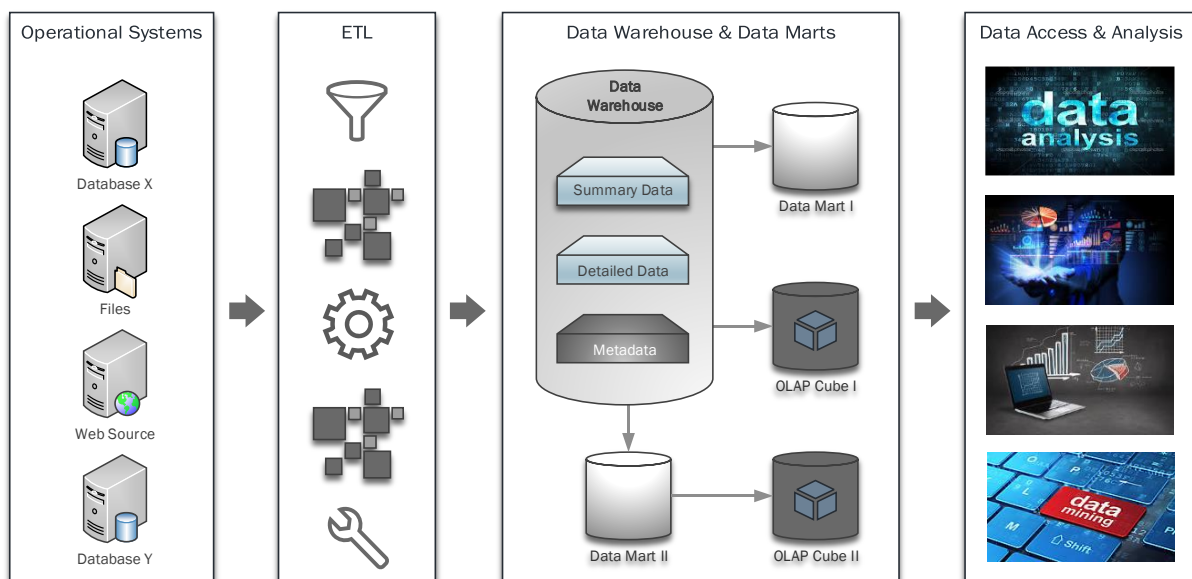 Operational Systems
Database X
Files
Web Source
Database Y
ETL
Data Warehouse & Data Marts
Data
Warehouse
Summary Data
Detailed Data
Metadata
Data Mart I
OLAP Cube I
Data Mart II
OLAP Cube II
Data Access & Analysis
data
analysis
O
P
L
data
mining
M
Shift